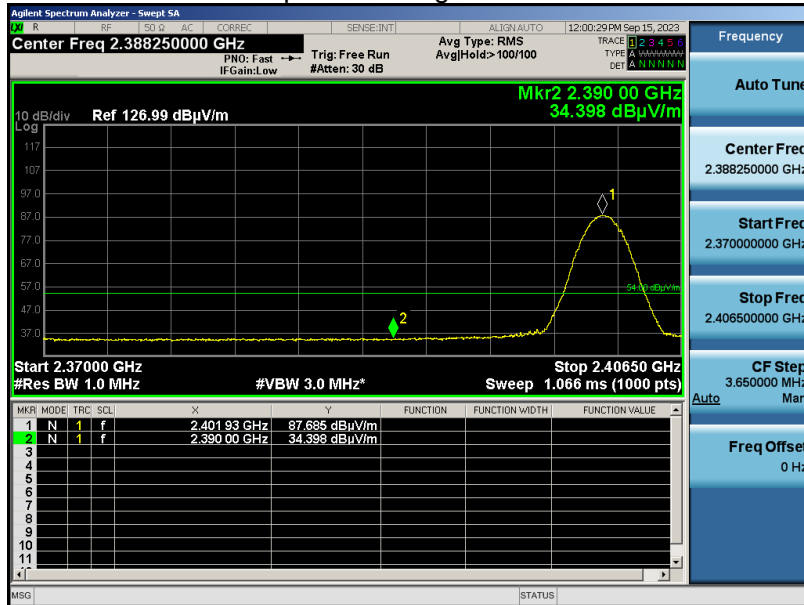 Agilent Spectrum Analyzer - Swept SA
LXI R RF 50 Ω AC CORREC SENSE:INT ALIGN AUTO 12:00:29 PM Sep 15, 2023
Center Freq 2.388250000 GHz
PNO: Fast
IFGain:Low
Trig: Free Run
#Atten: 30 dB
Avg Type: RMS
Avg|Hold:>100/100
TRACE 1 2 3 4 5 6
TYPE A
DET A N N N N N
Mkr2 2.390 00 GHz
34.398 dBµV/m
10 dB/div Ref 126.99 dBµV/m
Log
117
107
97.0
87.0
77.0
67.0
57.0
47.0
37.0
1
2
54.00 dBµV/m
Start 2.37000 GHz Stop 2.40650 GHz
#Res BW 1.0 MHz #VBW 3.0 MHz* Sweep 1.066 ms (1000 pts)
MKR MODE TRC SCL X Y FUNCTION FUNCTION WIDTH FUNCTION VALUE
1 N 1 f 2.401 93 GHz 87.685 dBµV/m
2 N 1 f 2.390 00 GHz 34.398 dBµV/m
3
4
5
6
7
8
9
10
11
MSG STATUS
Frequency
Auto Tune
Center Freq
2.388250000 GHz
Start Freq
2.370000000 GHz
Stop Freq
2.406500000 GHz
CF Step
3.650000 MHz
Auto Man
Freq Offset
0 Hz